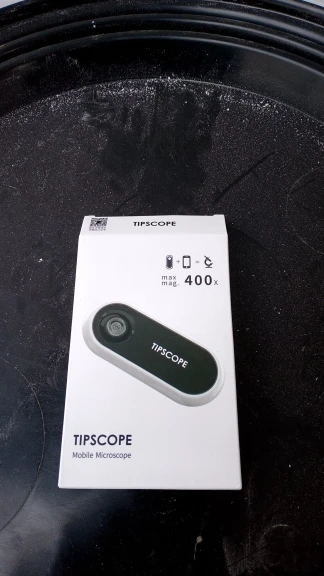 TIPSCOPE
+ =
max
mag. 400x
TIPSCOPE
TIPSCOPE
Mobile Microscope